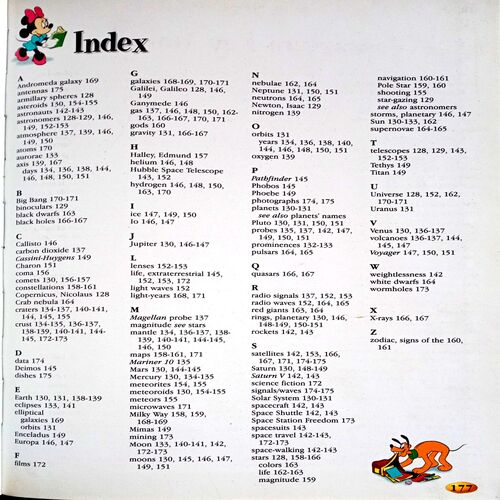 Index
A
Andromeda galaxy 169
antennas 175
armillary spheres 128
asteroids 130, 154-155
astronauts 142-143
astronomers 128-129, 146,
149, 152-153
atmosphere 137, 139, 146,
149, 150
atoms 170
aurorae 133
axis 139, 167
days 134, 136, 138, 144,
146, 148, 150, 151
B
Big Bang 170-171
binoculars 129
black dwarfs 163
black holes 166-167
C
Callisto 146
carbon dioxide 137
Cassini-Huygens 149
Charon 151
coma 156
comets 130, 156-157
constellations 158-161
Copernicus, Nicolaus 128
Crab nebula 164
craters 134-137, 140-141,
144, 145, 155
crust 134-135, 136-137,
138-139, 140-141, 144-
145, 172-173
D
data 174
Deimos 145
dishes 175
E
Earth 130, 131, 138-139
eclipses 133, 141
elliptical
galaxies 169
orbits 131
Enceladus 149
Europa 146, 147
F
films 172
G
galaxies 168-169, 170-171
Galilei, Galileo 128, 146,
149
Ganymede 146
gas 137, 146, 148, 150, 162-
163, 166-167, 170, 171
gods 160
gravity 131, 166-167
H
Halley, Edmund 157
helium 146, 148
Hubble Space Telescope
143, 152
hydrogen 146, 148, 150,
163, 170
I
ice 147, 149, 150
Io 146, 147
J
Jupiter 130, 146-147
L
lenses 152-153
life, extraterrestrial 145,
152, 153, 172
light waves 152
light-years 168, 171
M
Magellan probe 137
magnitude see stars
mantle 134, 136-137, 138-
139, 140-141, 144-145,
146, 150
maps 158-161, 171
Mariner 10 135
Mars 130, 144-145
Mercury 130, 134-135
meteorites 154, 155
meteoroids 130, 154-155
meteors 155
microwaves 171
Milky Way 158, 159,
168-169
Mimas 149
mining 173
Moon 133, 140-141, 142,
172-173
moons 130, 145, 146, 147,
149, 151
N
nebulae 162, 164
Neptune 131, 150, 151
neutrons 164, 165
Newton, Isaac 129
nitrogen 139
O
orbits 131
years 134, 136, 138, 140,
144, 146, 148, 150, 151
oxygen 139
P
Pathfinder 145
Phobos 145
Phoebe 149
photographs 174, 175
planets 130-131
see also planets' names
Pluto 130, 131, 150, 151
probes 135, 137, 142, 147,
149, 150, 151
prominences 132-133
pulsars 164, 165
Q
quasars 166, 167
R
radio signals 137, 152, 153
radio waves 152, 164, 165
red giants 163, 164
rings, planetary 130, 146,
148-149, 150-151
rockets 142, 143
S
satellites 142, 153, 166,
167, 171, 174-175
Saturn 130, 148-149
Saturn V 142, 143
science fiction 172
signals/waves 174-175
Solar System 130-131
spacecraft 142, 143
Space Shuttle 142, 143
Space Transport Freedom 173
spacesuits 143
space travel 142-143,
172-173
space-walking 142-143
stars 128, 158-166
colors 163
life 162-163
magnitude 159
navigation 160-161
Pole Star 159, 160
shooting 155
star-gazing 129
see also astronomers
storms, planetary 146, 147
Sun 130-133, 162
supernovae 164-165
T
telescopes 128, 129, 143,
152-153
Tethys 149
Titan 149
U
Universe 128, 152, 162,
170-171
Uranus 131
V
Venus 130, 136-137
volcanoes 136-137, 144,
145, 147
Voyager 147, 150, 151
W
weightlessness 142
white dwarfs 164
wormholes 173
X
X-rays 166, 167
Z
zodiac, signs of the 160,
161
177